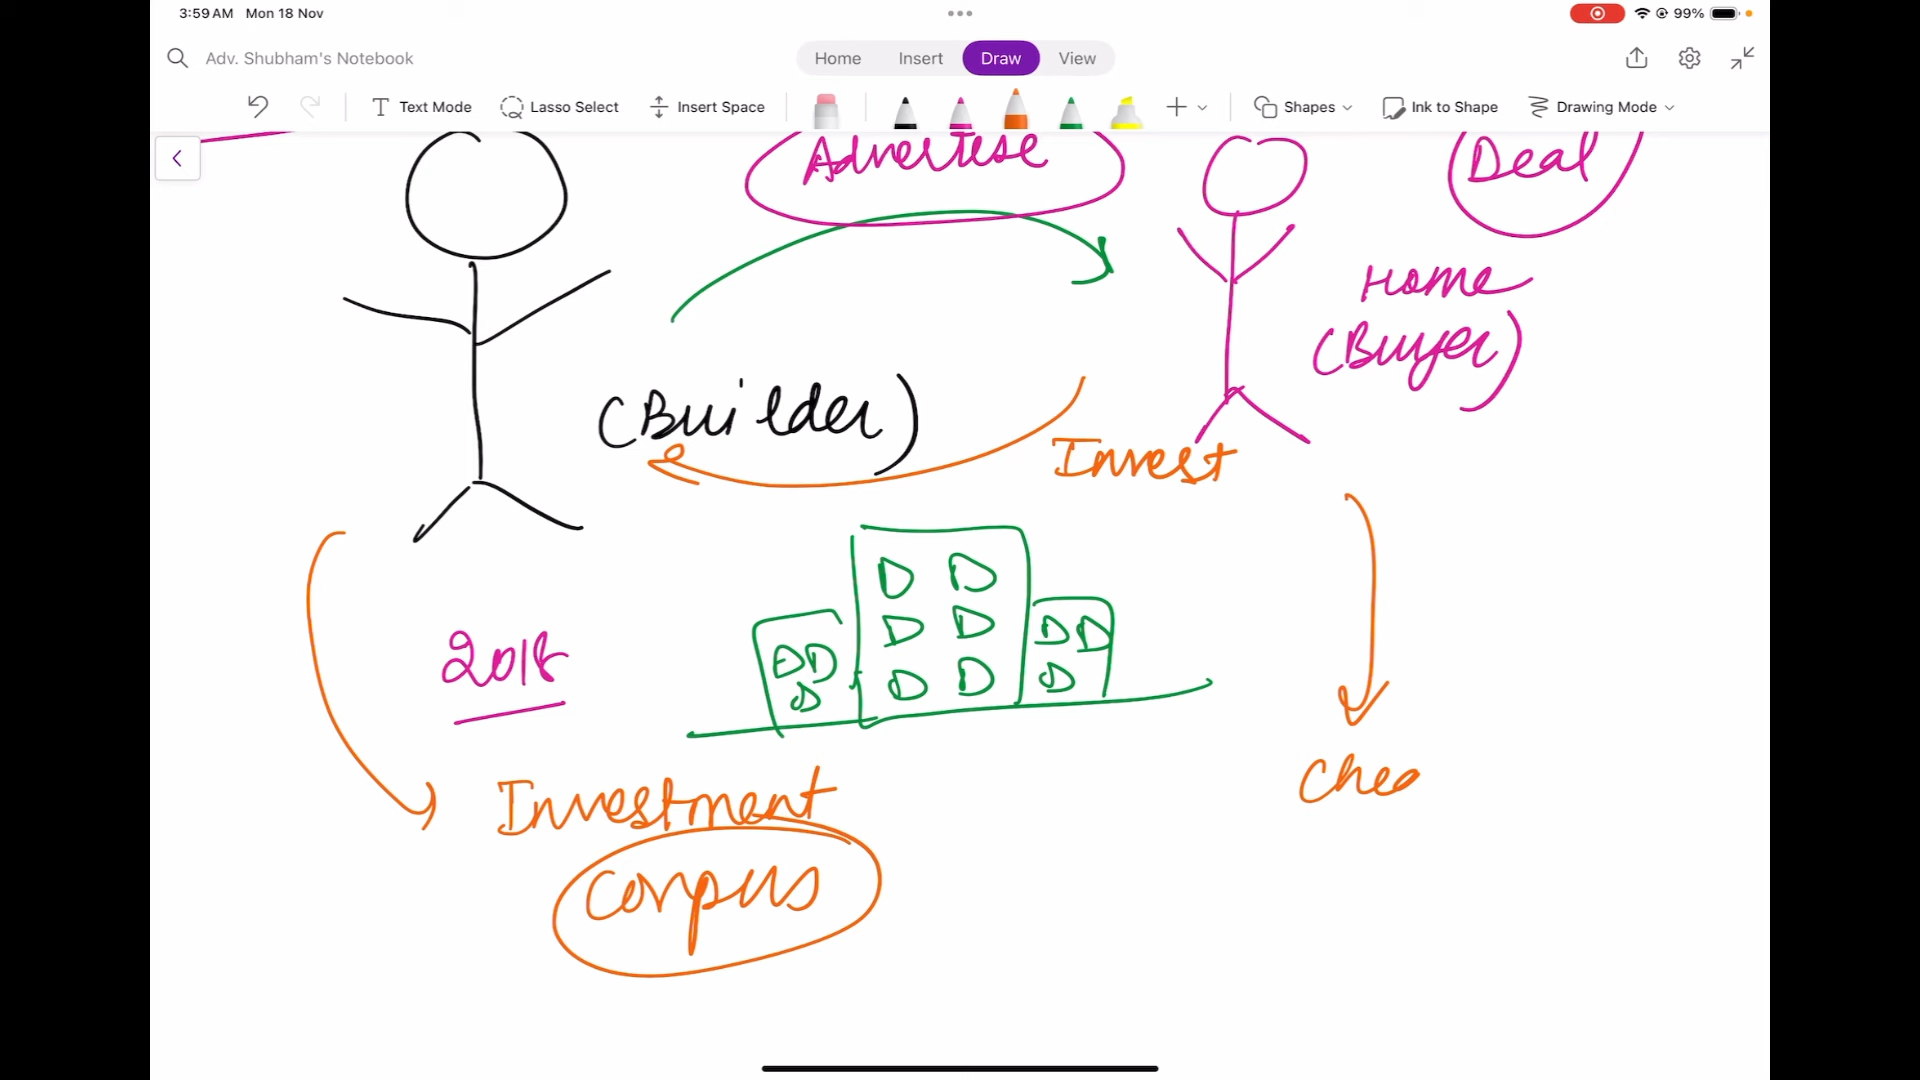 3:59 AM Mon 18 Nov
99%
Adv. Shubham's Notebook
Home Insert Draw View
Text Mode Lasso Select Insert Space Shapes Ink to Shape Drawing Mode
Advertise
Deal
Home
(Buyer)
(Builder)
Invest
2018
Investment
Corpus
Chea